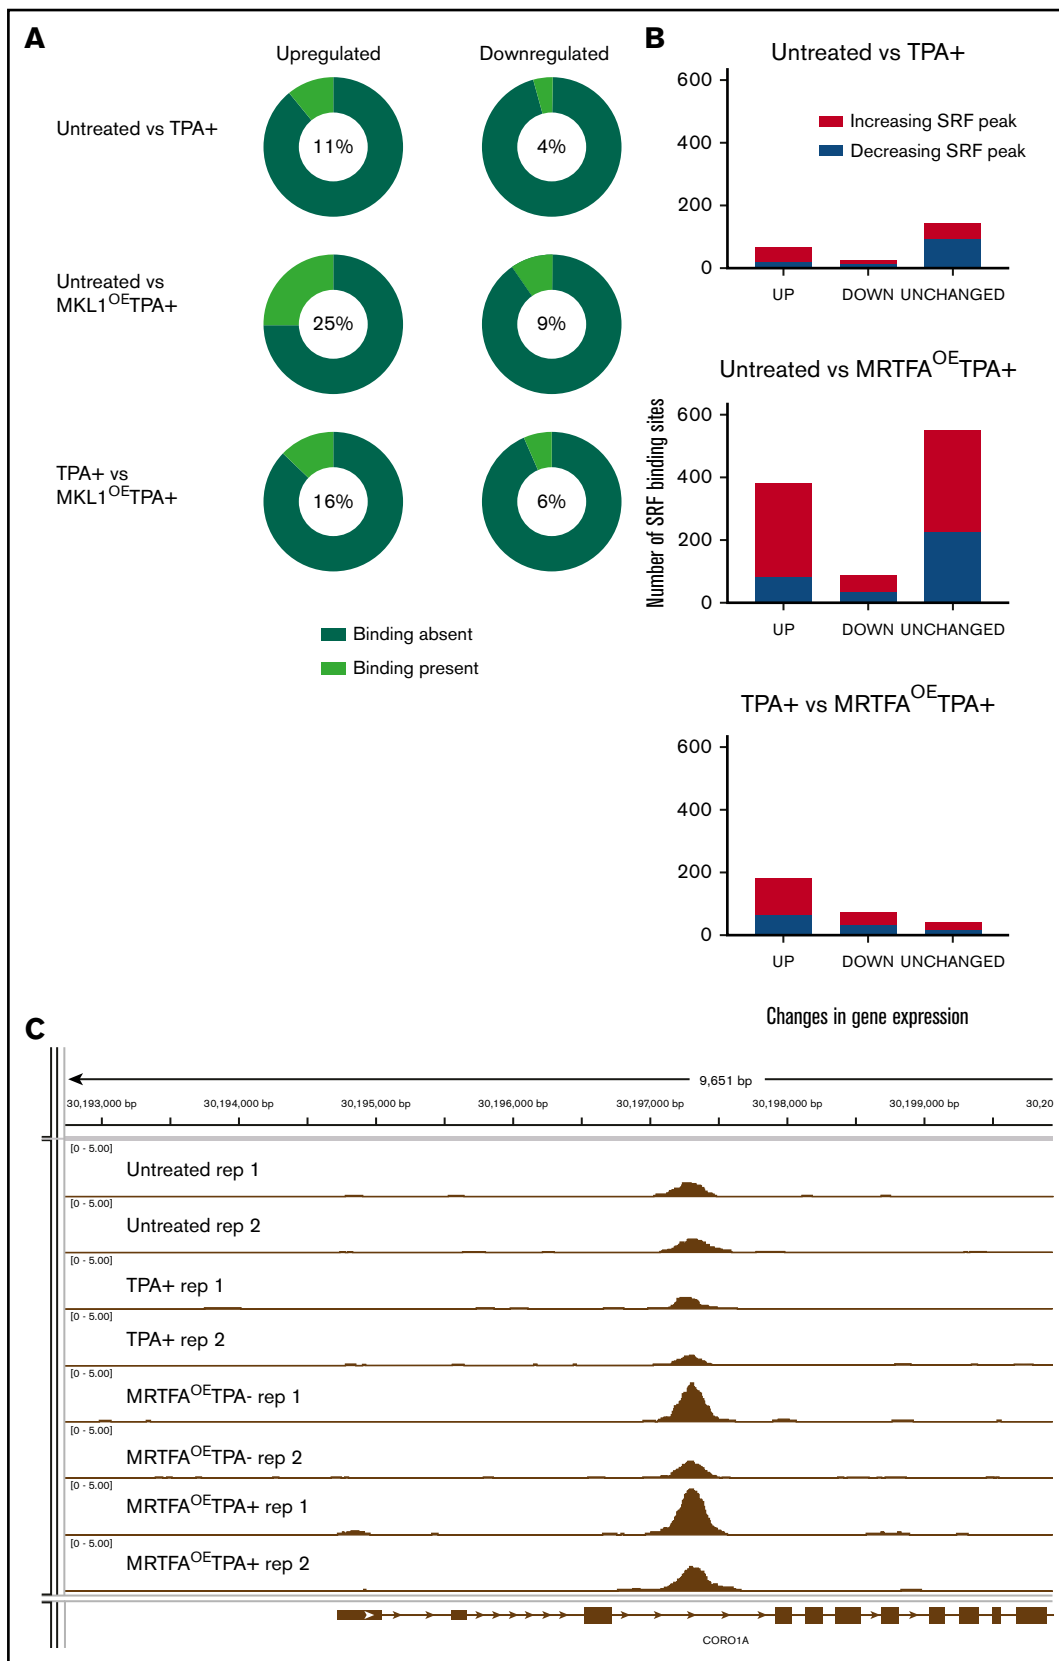 A
Upregulated
Downregulated
Untreated vs TPA+
11%
4%
Untreated vs
MKL1OETPA+
25%
9%
TPA+ vs
MKL1OETPA+
16%
6%
Binding absent
Binding present
B
Untreated vs TPA+
600
400
200
0
Increasing SRF peak
Decreasing SRF peak
UP DOWN UNCHANGED
Untreated vs MRTFAOETPA+
Number of SRF binding sites
600
400
200
0
UP DOWN UNCHANGED
TPA+ vs MRTFAOETPA+
600
400
200
0
UP DOWN UNCHANGED
Changes in gene expression
C
9,651 bp
30,193,000 bp 30,194,000 bp 30,195,000 bp 30,196,000 bp 30,197,000 bp 30,198,000 bp 30,199,000 bp 30,20
[0 - 5.00]
Untreated rep 1
[0 - 5.00]
Untreated rep 2
[0 - 5.00]
TPA+ rep 1
[0 - 5.00]
TPA+ rep 2
[0 - 5.00]
MRTFAOETPA- rep 1
[0 - 5.00]
MRTFAOETPA- rep 2
[0 - 5.00]
MRTFAOETPA+ rep 1
[0 - 5.00]
MRTFAOETPA+ rep 2
CORO1A